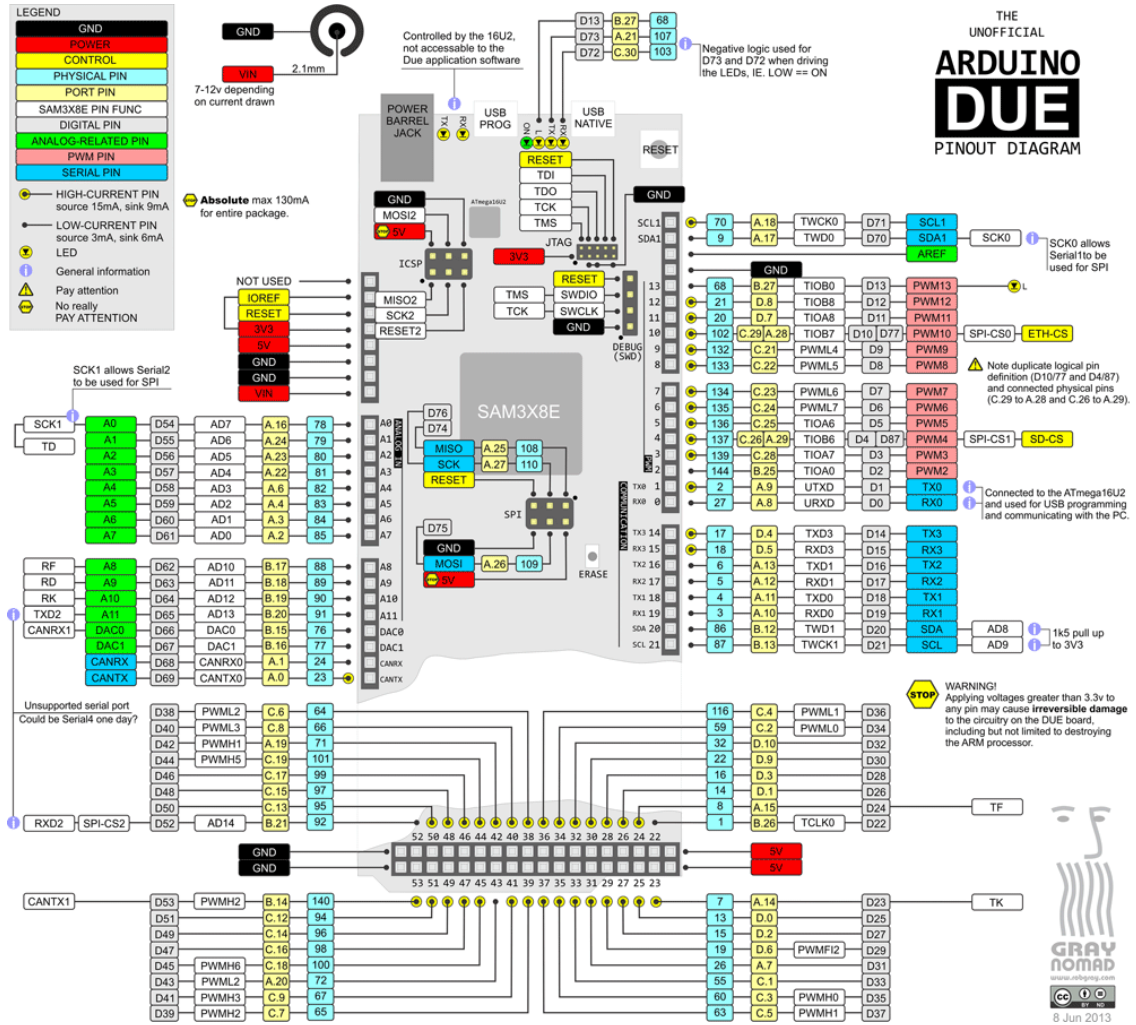 LEGEND
GND
POWER
CONTROL
PHYSICAL PIN
PORT PIN
SAM3X8E PIN FUNC
DIGITAL PIN
ANALOG-RELATED PIN
PWM PIN
SERIAL PIN
HIGH-CURRENT PIN
source 15mA, sink 9mA
LOW-CURRENT PIN
source 3mA, sink 6mA
LED
General information
Pay attention
No really
PAY ATTENTION
GND
VIN
2.1mm
7-12v depending
on current drawn
STOP Absolute max 130mA
for entire package.
Controlled by the 16U2,
not accessable to the
Due application software
D13 B.27 68
D73 A.21 107
D72 C.30 103
Negative logic used for
D73 and D72 when driving
the LEDs, IE. LOW == ON
THE
UNOFFICIAL
ARDUINO
DUE
PINOUT DIAGRAM
POWER
BARREL
JACK
TX
RX
USB
PROG
USB
NATIVE
ON
L
TX
RX
RESET
RESET
TDI
TDO
TCK
TMS
JTAG
3V3
GND
GND
MOSI2
5V
ATmega16U2
ICSP
MISO2
SCK2
RESET2
NOT USED
IOREF
RESET
3V3
5V
GND
GND
VIN
RESET
TMS SWDIO
TCK SWCLK
GND
DEBUG
(SWD)
SAM3X8E
SCL1 70 A.18 TWCK0 D71 SCL1
SDA1 9 A.17 TWD0 D70 SDA1 SCK0
AREF
GND
SCK0 allows
Serial1to be
used for SPI
13 68 B.27 TIOB0 D13 PWM13 L
12 21 D.8 TIOB8 D12 PWM12
11 20 D.7 TIOA8 D11 PWM11
10 102 C.29 A.28 TIOB7 D10 D77 PWM10 SPI-CS0 ETH-CS
9 132 C.21 PWML4 D9 PWM9
8 133 C.22 PWML5 D8 PWM8
Note duplicate logical pin
definition (D10/77 and D4/87)
and connected physical pins
(C.29 to A.28 and C.26 to A.29).
7 134 C.23 PWML6 D7 PWM7
6 135 C.24 PWML7 D6 PWM6
5 136 C.25 TIOA6 D5 PWM5
4 137 C.26 A.29 TIOB6 D4 D87 PWM4 SPI-CS1 SD-CS
3 139 C.28 TIOA7 D3 PWM3
2 144 B.25 TIOA0 D2 PWM2
TX0 1 2 A.9 UTXD D1 TX0
RX0 0 27 A.8 URXD D0 RX0
PWM
COMMUNICATION
Connected to the ATmega16U2
and used for USB programming
and communicating with the PC.
TX3 14 17 D.4 TXD3 D14 TX3
RX3 15 18 D.5 RXD3 D15 RX3
TX2 16 6 A.13 TXD1 D16 TX2
RX2 17 5 A.12 RXD1 D17 RX2
TX1 18 4 A.11 TXD0 D18 TX1
RX1 19 3 A.10 RXD0 D19 RX1
SDA 20 86 B.12 TWD1 D20 SDA AD8
SCL 21 87 B.13 TWCK1 D21 SCL AD9
1k5 pull up
to 3V3
SCK1 allows Serial2
to be used for SPI
SCK1 A0 D54 AD7 A.16 78 A0
TD A1 D55 AD6 A.24 79 A1
A2 D56 AD5 A.23 80 A2
A3 D57 AD4 A.22 81 A3
A4 D58 AD3 A.6 82 A4
A5 D59 AD2 A.4 83 A5
A6 D60 AD1 A.3 84 A6
A7 D61 AD0 A.2 85 A7
ANALOG IN
RF A8 D62 AD10 B.17 88 A8
RD A9 D63 AD11 B.18 89 A9
RK A10 D64 AD12 B.19 90 A10
TXD2 A11 D65 AD13 B.20 91 A11
CANRX1 DAC0 D66 DAC0 B.15 76 DAC0
DAC1 D67 DAC1 B.16 77 DAC1
CANRX D68 CANRX0 A.1 24 CANRX
CANTX D69 CANTX0 A.0 23 CANTX
D76
D74
MISO A.25 108
SCK A.27 110
RESET
SPI
D75
GND
MOSI A.26 109
5V
ERASE
Unsupported serial port
Could be Serial4 one day?
D38 PWML2 C.6 64
D40 PWML3 C.8 66
D42 PWMH1 A.19 71
D44 PWMH5 C.19 101
D46 C.17 99
D48 C.15 97
D50 C.13 95
RXD2 SPI-CS2 D52 AD14 B.21 92
116 C.4 PWML1 D36
59 C.2 PWML0 D34
32 D.10 D32
22 D.9 D30
16 D.3 D28
14 D.1 D26
8 A.15 D24 TF
1 B.26 TCLK0 D22
STOP
WARNING!
Applying voltages greater than 3.3v to
any pin may cause irreversible damage
to the circuitry on the DUE board,
including but not limited to destroying
the ARM processor.
52 50 48 46 44 42 40 38 36 34 32 30 28 26 24 22
GND
GND
5V
5V
53 51 49 47 45 43 41 39 37 35 33 31 29 27 25 23
CANTX1 D53 PWMH2 B.14 140
D51 C.12 94
D49 C.14 96
D47 C.16 98
D45 PWMH6 C.18 100
D43 PWML2 A.20 72
D41 PWMH3 C.9 67
D39 PWMH2 C.7 65
7 A.14 D23 TK
13 D.0 D25
15 D.2 D27
19 D.6 PWMFI2 D29
26 A.7 D31
55 C.1 D33
60 C.3 PWMH0 D35
63 C.5 PWMH1 D37
GRAY
NOMAD
www.robgray.com
CC BY ND
8 Jun 2013